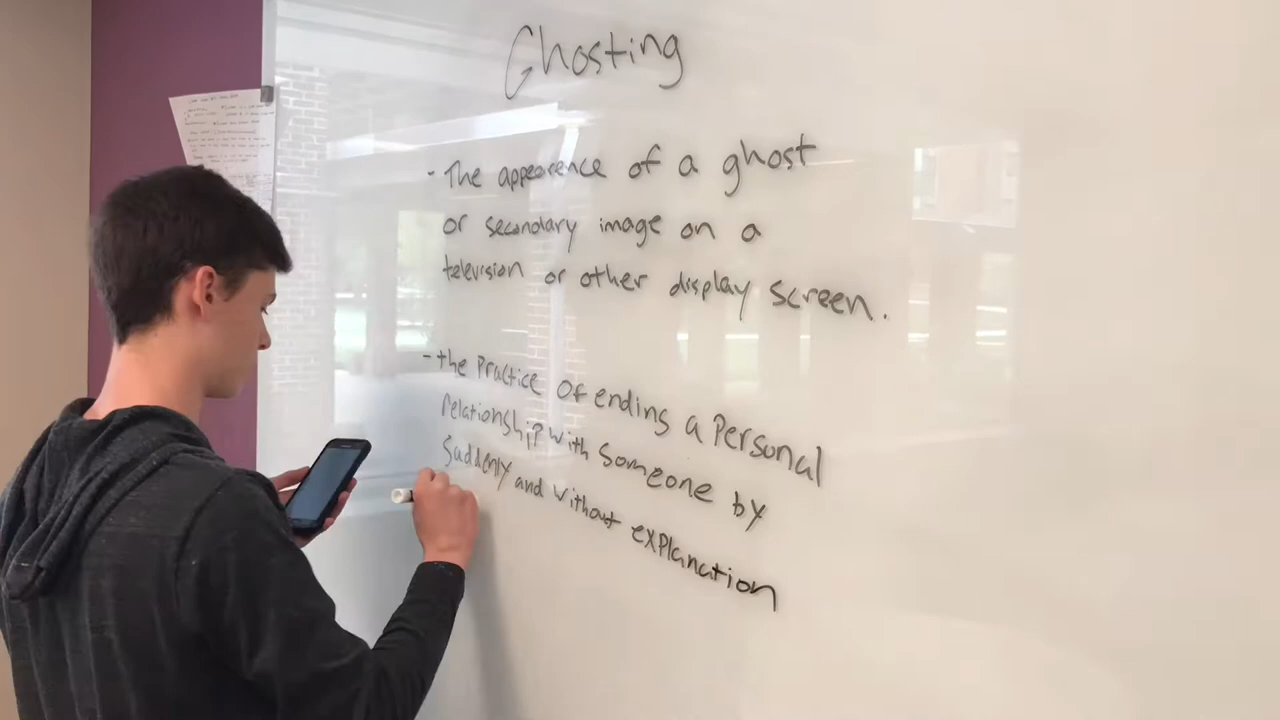 Ghosting
- The appearence of a ghost
or secondary image on a
television or other display screen.
- the practice of ending a Personal
relationship with someone by
suddenly and without explanation